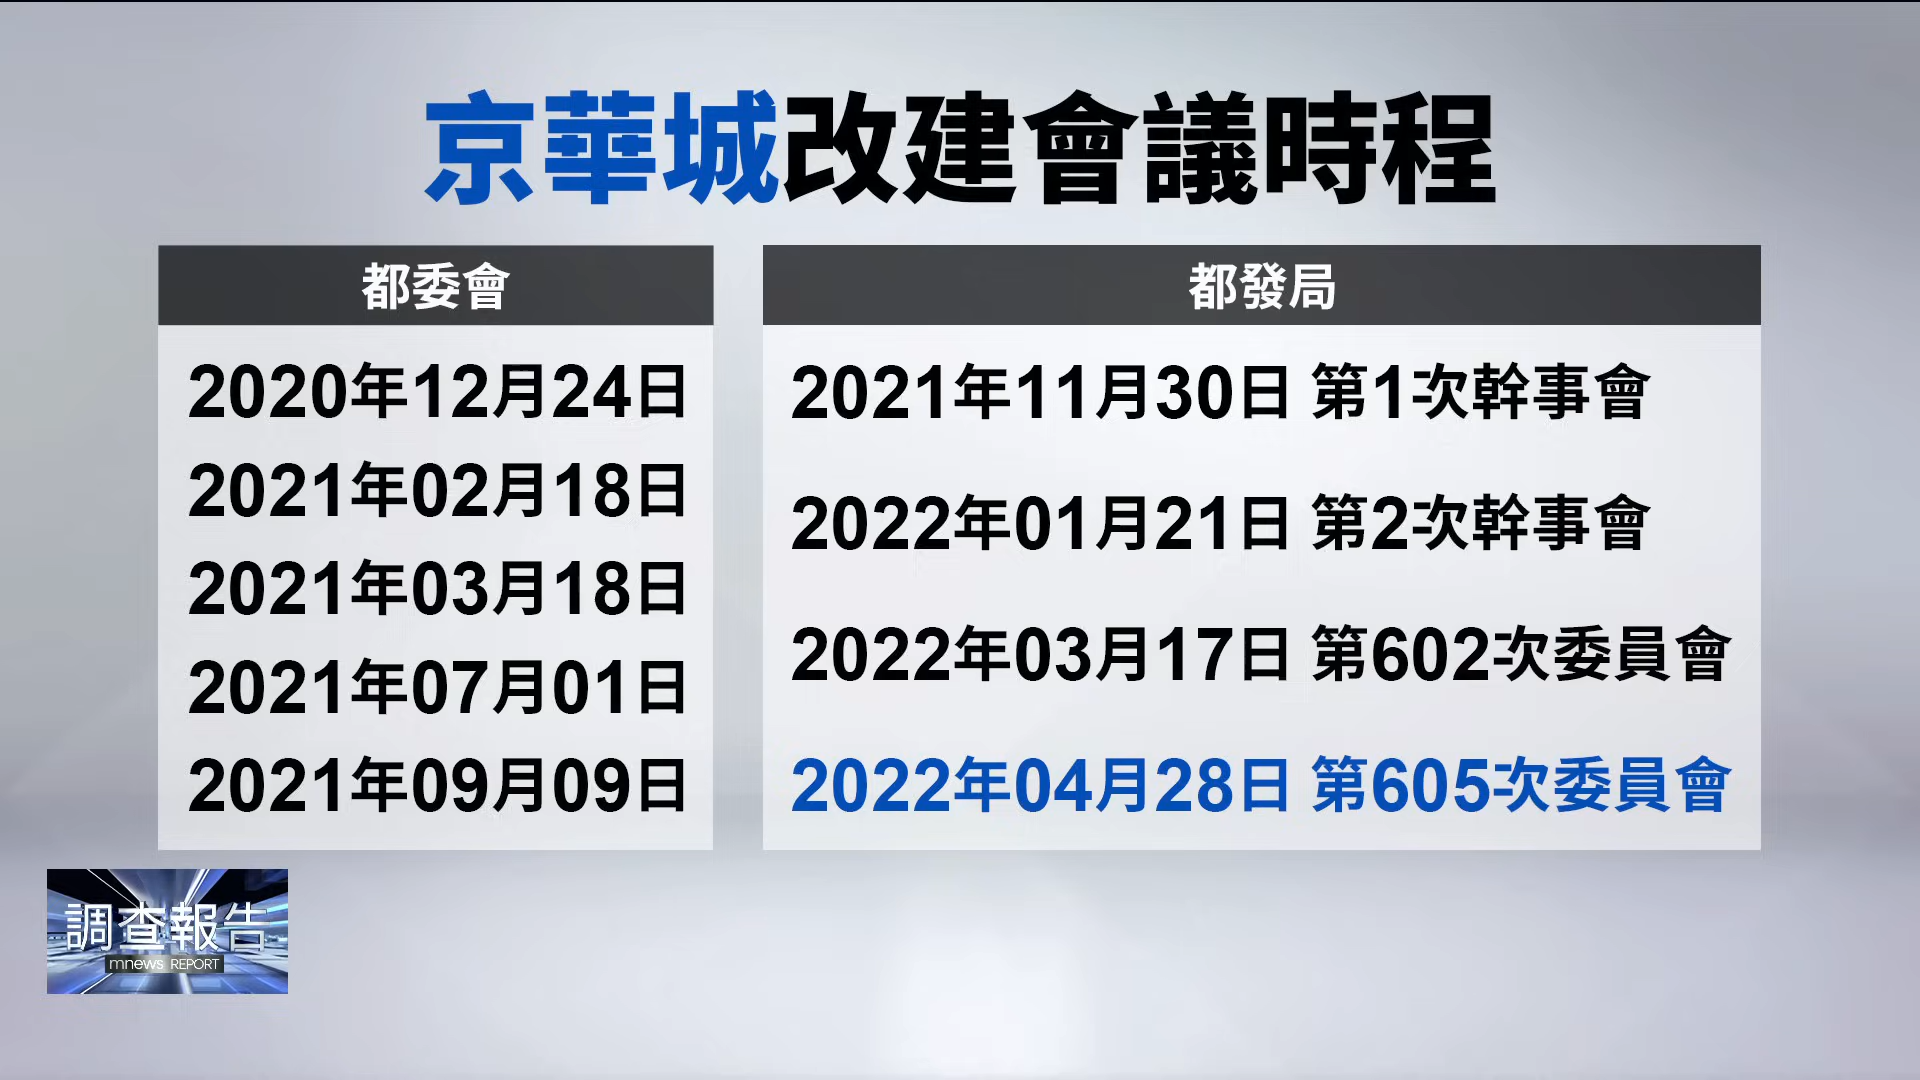 京華城改建會議時程
都委會
2020年12月24日
2021年02月18日
2021年03月18日
2021年07月01日
2021年09月09日
都發局
2021年11月30日 第1次幹事會
2022年01月21日 第2次幹事會
2022年03月17日 第602次委員會
2022年04月28日 第605次委員會
調查報告
mnews REPORT